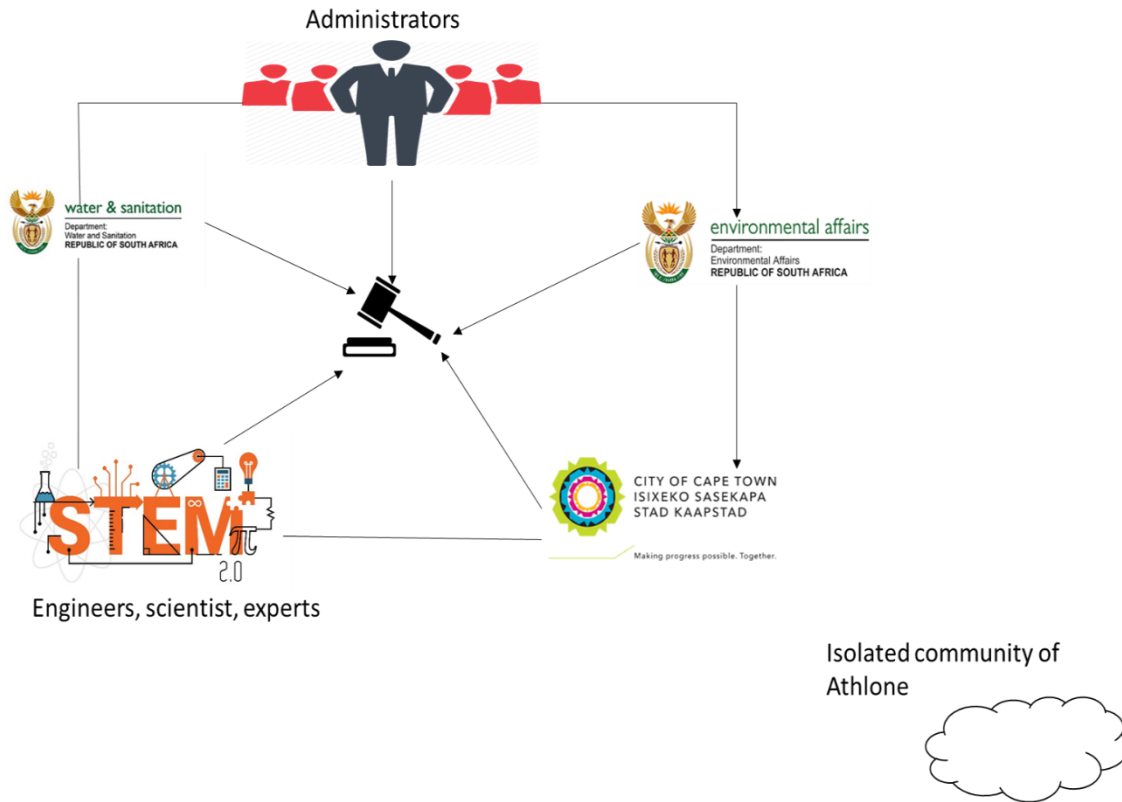 Administrators
water & sanitation
Department:
Water and Sanitation
REPUBLIC OF SOUTH AFRICA
environmental affairs
Department:
Environmental Affairs
REPUBLIC OF SOUTH AFRICA
STEM
∞
π
2.0
Engineers, scientist, experts
CITY OF CAPE TOWN
ISIXEKO SASEKAPA
STAD KAAPSTAD
Making progress possible. Together.
Isolated community of
Athlone